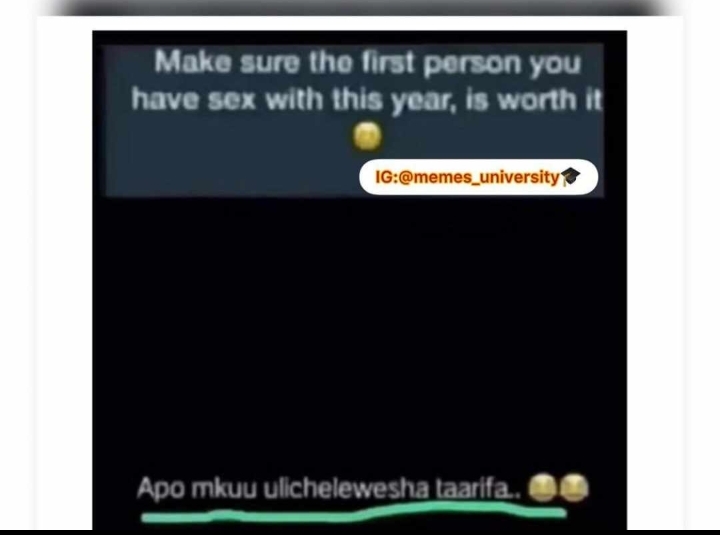 Make sure the first person you
have sex with this year, is worth it
IG:@memes_university🎓
Apo mkuu ulichelewesha taarifa.. 😂😂